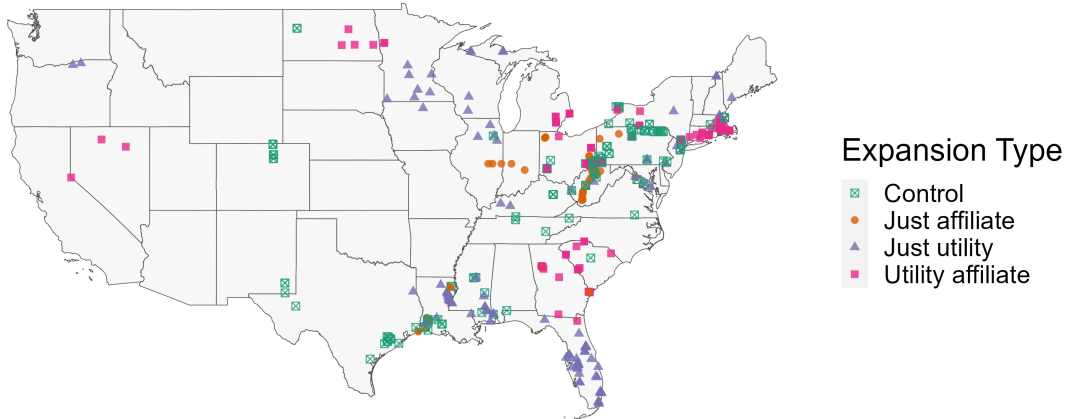 Expansion Type
Control
Just affiliate
Just utility
Utility affiliate